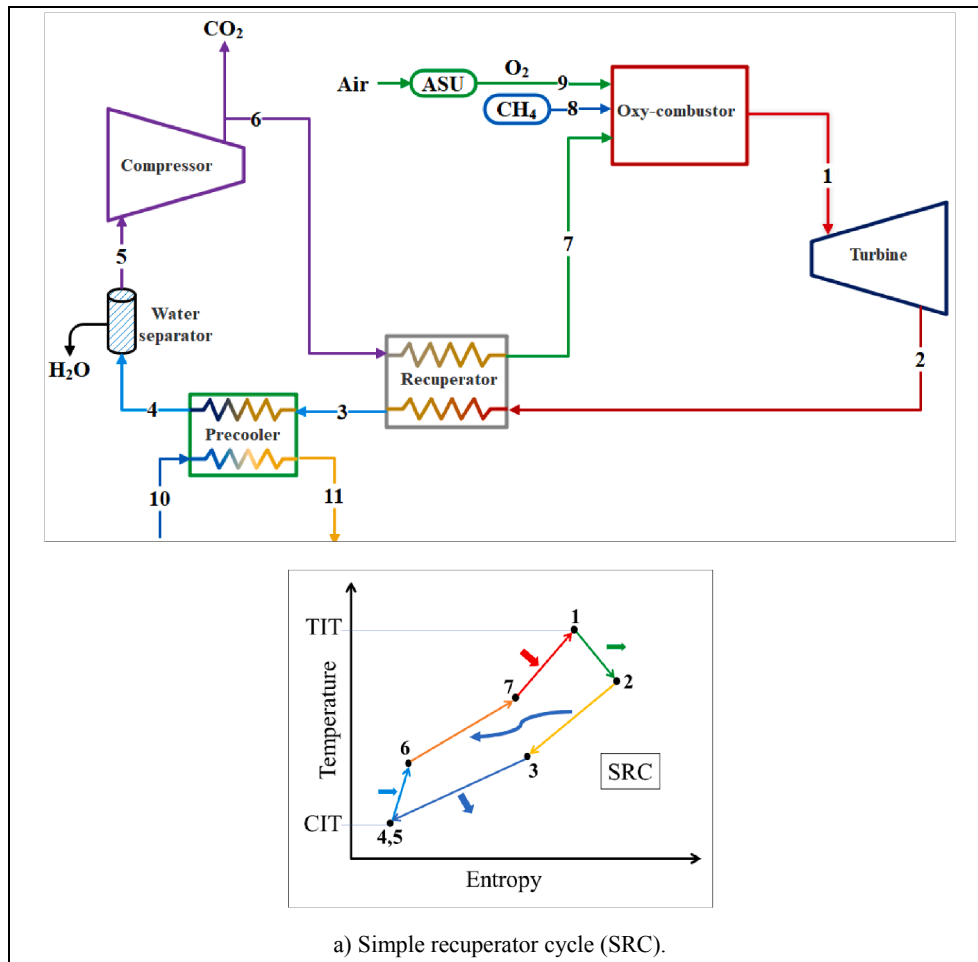 CO₂
Air
ASU
O₂
9
CH₄
8
Oxy-combustor
6
Compressor
1
7
Turbine
5
Water
separator
H₂O
2
Recuperator
4
3
Precooler
10
11
TIT
1
2
7
Temperature
6
3
SRC
CIT
4,5
Entropy
a) Simple recuperator cycle (SRC).